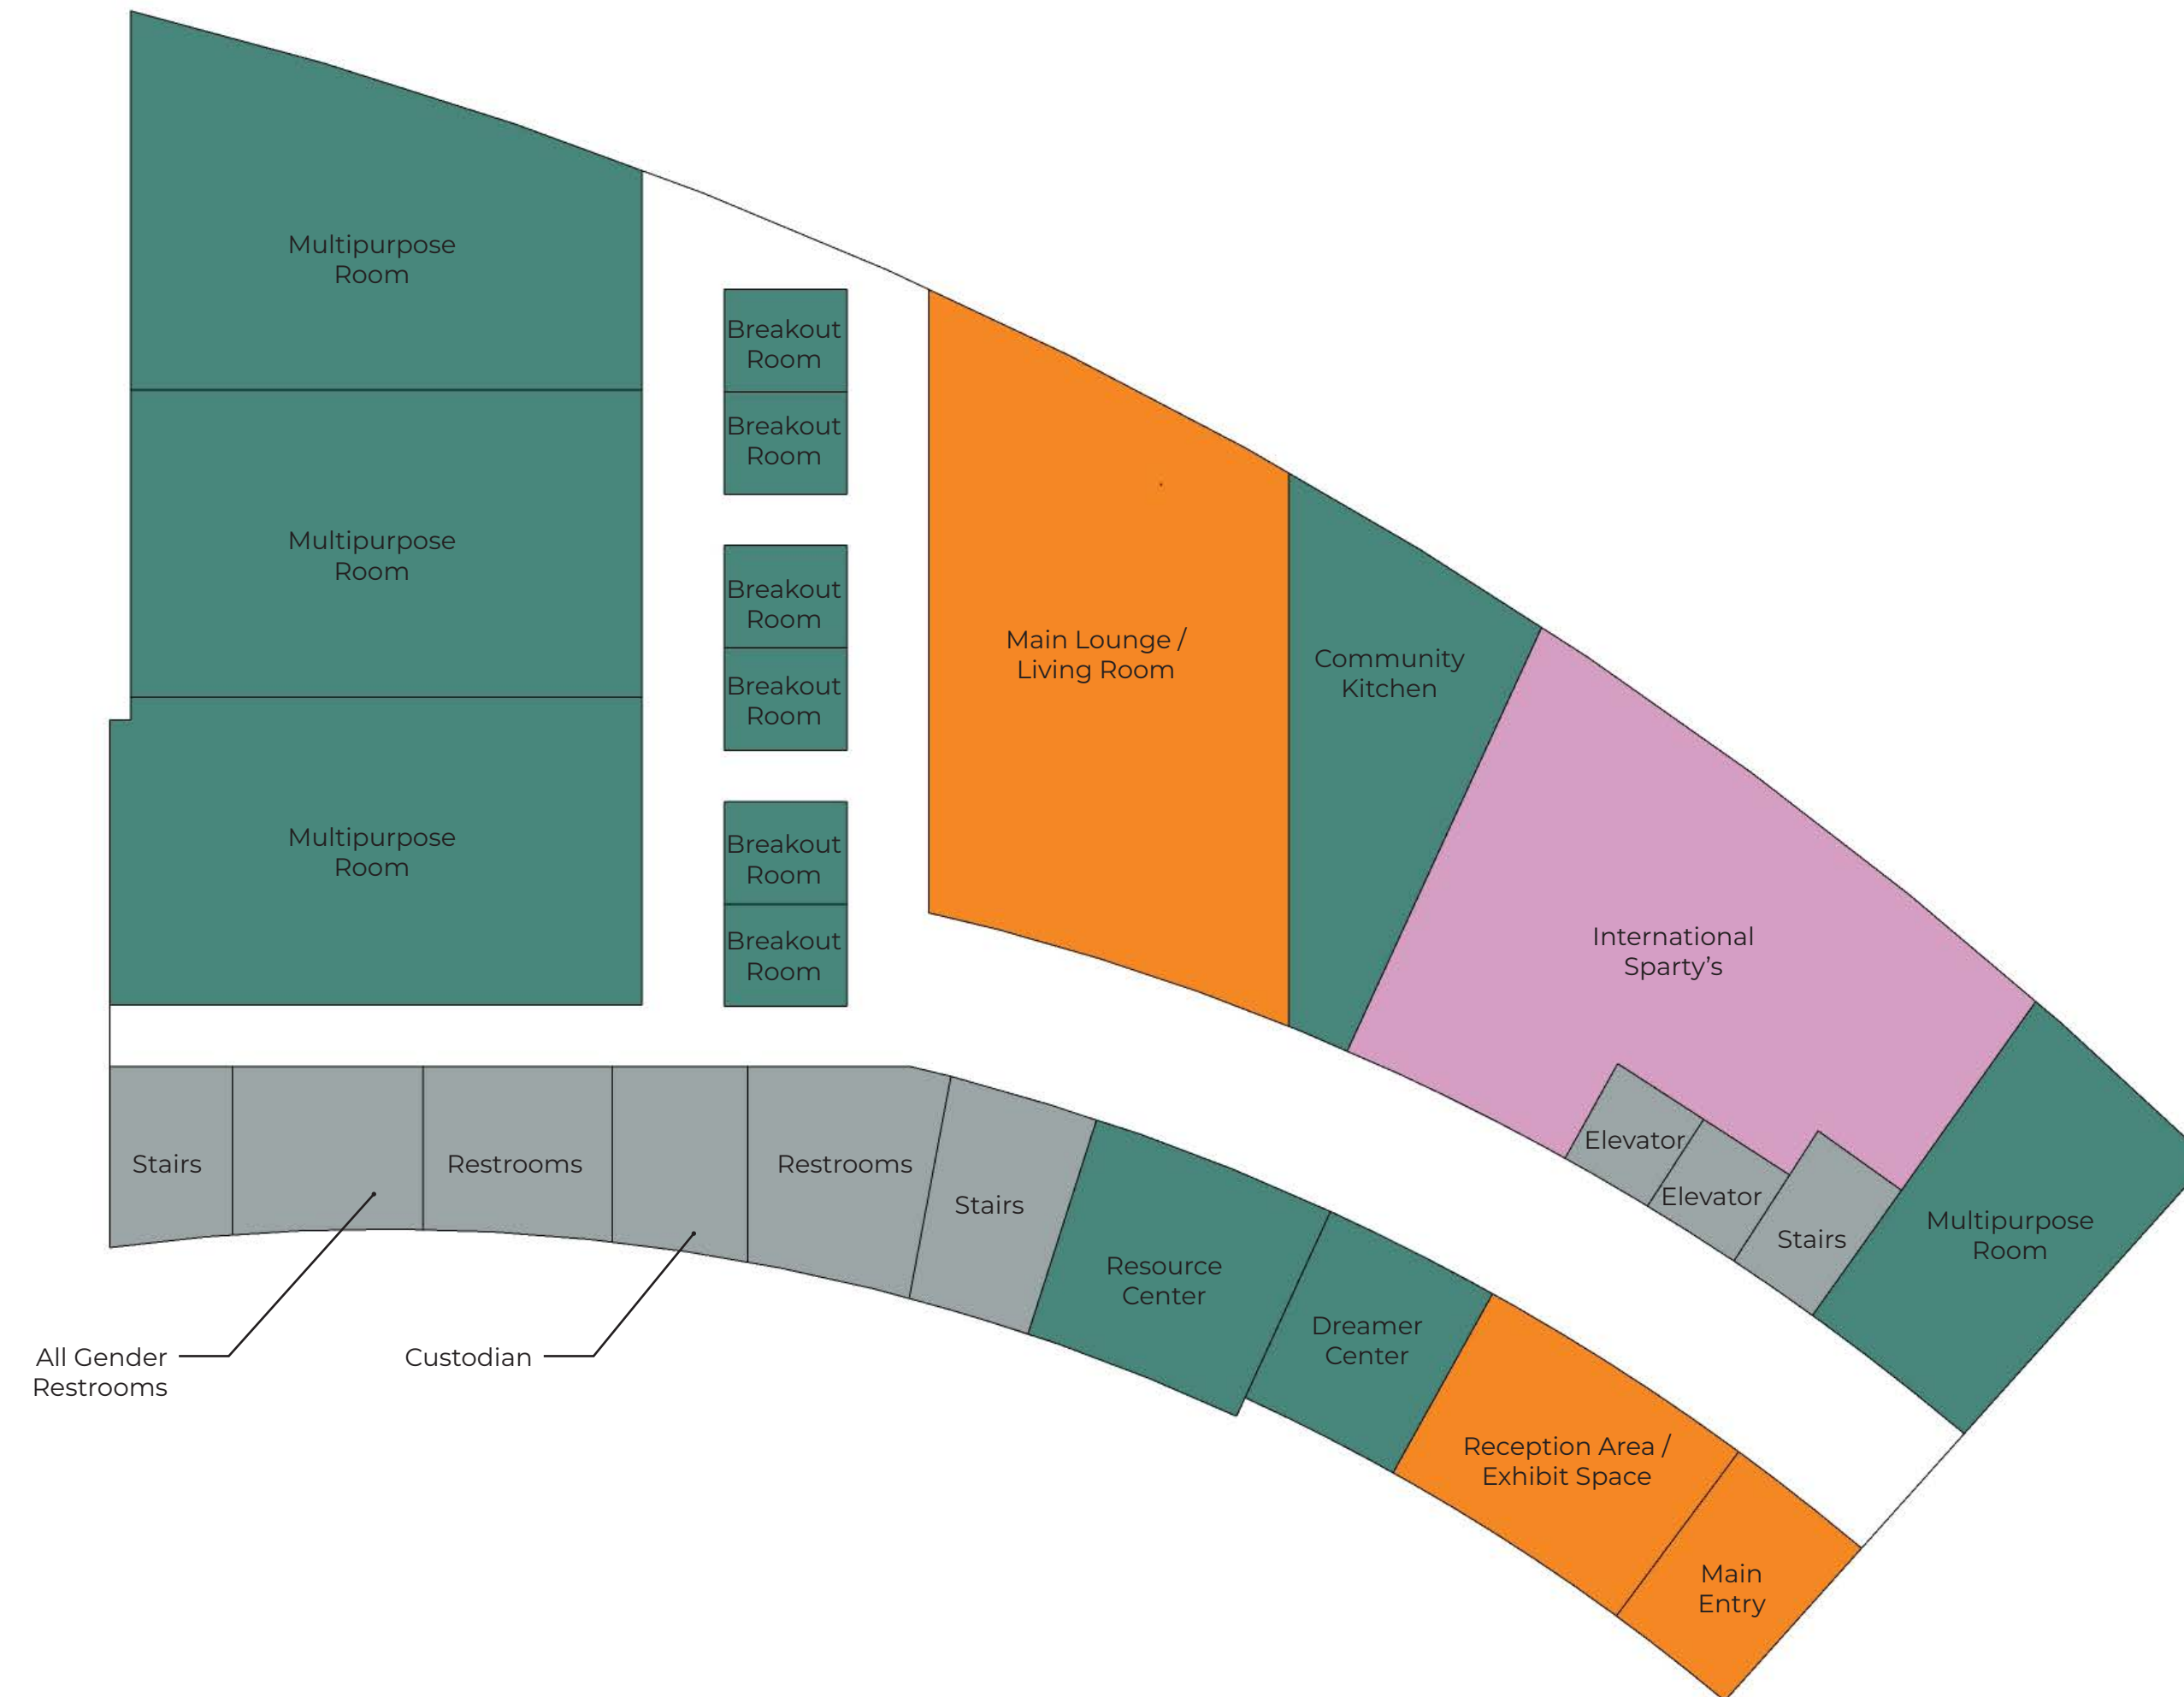 Multipurpose
Room
Breakout
Room
Breakout
Room
Multipurpose
Room
Breakout
Room
Breakout
Room
Main Lounge /
Living Room
Community
Kitchen
Multipurpose
Room
Breakout
Room
Breakout
Room
International
Sparty’s
Elevator
Elevator
Stairs
Multipurpose
Room
Stairs
Restrooms
Restrooms
Stairs
Resource
Center
Dreamer
Center
All Gender
Restrooms
Custodian
Reception Area /
Exhibit Space
Main
Entry